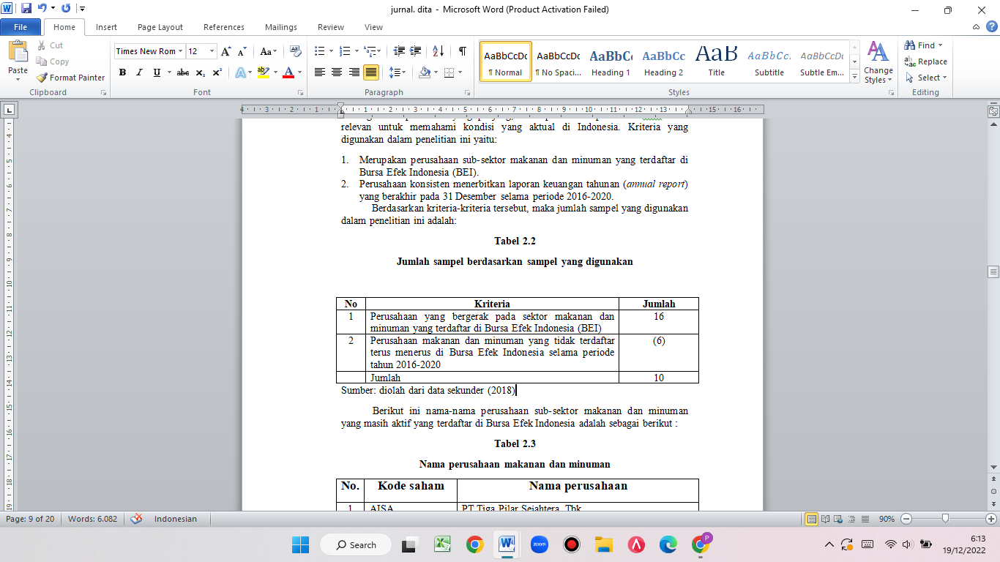 jurnal. dita - Microsoft Word (Product Activation Failed)
File Home Insert Page Layout References Mailings Review View
Paste
Cut
Copy
Format Painter
Clipboard
Times New Rom 12
Font
Paragraph
AaBbCcDc AaBbCcDc AaBbCc AaBbCc AaB AaBbCc. AaBbCcDc
¶ Normal ¶ No Spaci... Heading 1 Heading 2 Title Subtitle Subtle Em...
Styles
Change Styles
Find
Replace
Select
Editing
relevan untuk memahami kondisi yang aktual di Indonesia. Kriteria yang
digunakan dalam penelitian ini yaitu:
1. Merupakan perusahaan sub-sektor makanan dan minuman yang terdaftar di
Bursa Efek Indonesia (BEI).
2. Perusahaan konsisten menerbitkan laporan keuangan tahunan (annual report)
yang berakhir pada 31 Desember selama periode 2016-2020.
Berdasarkan kriteria-kriteria tersebut, maka jumlah sampel yang digunakan
dalam penelitian ini adalah:
Tabel 2.2
Jumlah sampel berdasarkan sampel yang digunakan
No Kriteria Jumlah
1 Perusahaan yang bergerak pada sektor makanan dan 16
minuman yang terdaftar di Bursa Efek Indonesia (BEI)
2 Perusahaan makanan dan minuman yang tidak terdaftar (6)
terus menerus di Bursa Efek Indonesia selama periode
tahun 2016-2020
Jumlah 10
Sumber: diolah dari data sekunder (2018)
Berikut ini nama-nama perusahaan sub-sektor makanan dan minuman
yang masih aktif yang terdaftar di Bursa Efek Indonesia adalah sebagai berikut :
Tabel 2.3
Nama perusahaan makanan dan minuman
No. Kode saham Nama perusahaan
1 AISA PT Tiga Pilar Sejahtera, Tbk
Page: 9 of 20 Words: 6.082 Indonesian 90%
Search
zoom
P
6:13
19/12/2022